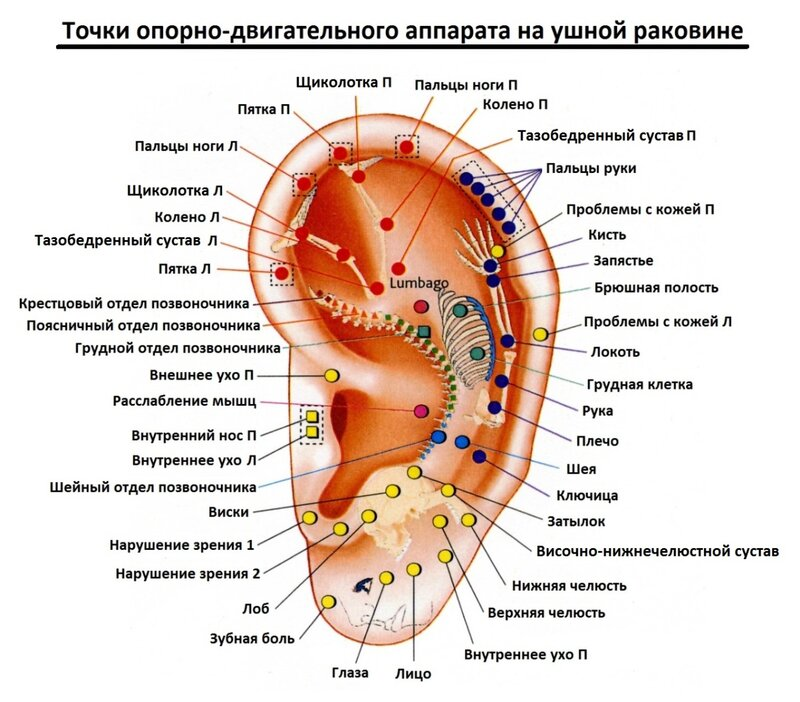 Точки опорно-двигательного аппарата на ушной раковине
Щиколотка П
Пальцы ноги П
Пятка П
Колено П
Пальцы ноги Л
Тазобедренный сустав П
Пальцы руки
Щиколотка Л
Колено Л
Проблемы с кожей П
Тазобедренный сустав Л
Кисть
Пятка Л
Запястье
Lumbago
Брюшная полость
Крестцовый отдел позвоночника
Поясничный отдел позвоночника
Проблемы с кожей Л
Грудной отдел позвоночника
Локоть
Внешнее ухо П
Грудная клетка
Расслабление мышц
Рука
Внутренний нос П
Плечо
Внутреннее ухо Л
Шея
Шейный отдел позвоночника
Ключица
Виски
Затылок
Нарушение зрения 1
Височно-нижнечелюстной сустав
Нарушение зрения 2
Нижняя челюсть
Лоб
Верхняя челюсть
Зубная боль
Внутреннее ухо П
Глаза
Лицо